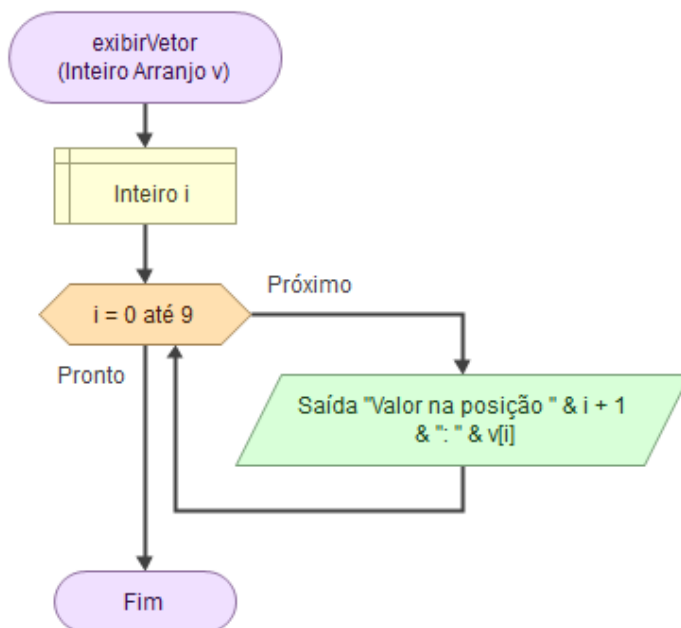 exibirVetor
(Inteiro Arranjo v)
Inteiro i
i = 0 até 9
Próximo
Pronto
Saída "Valor na posição " & i + 1
& ": " & v[i]
Fim